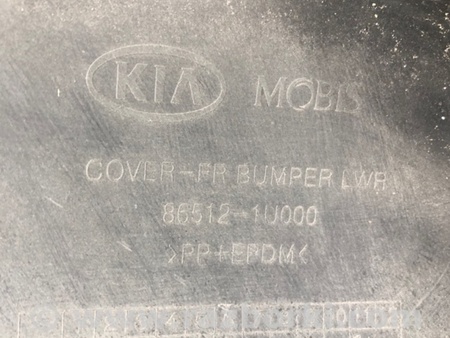 KIA MOBIS
COVER-FR BUMPER LWR
86512-1U000
>PP+EPDM<